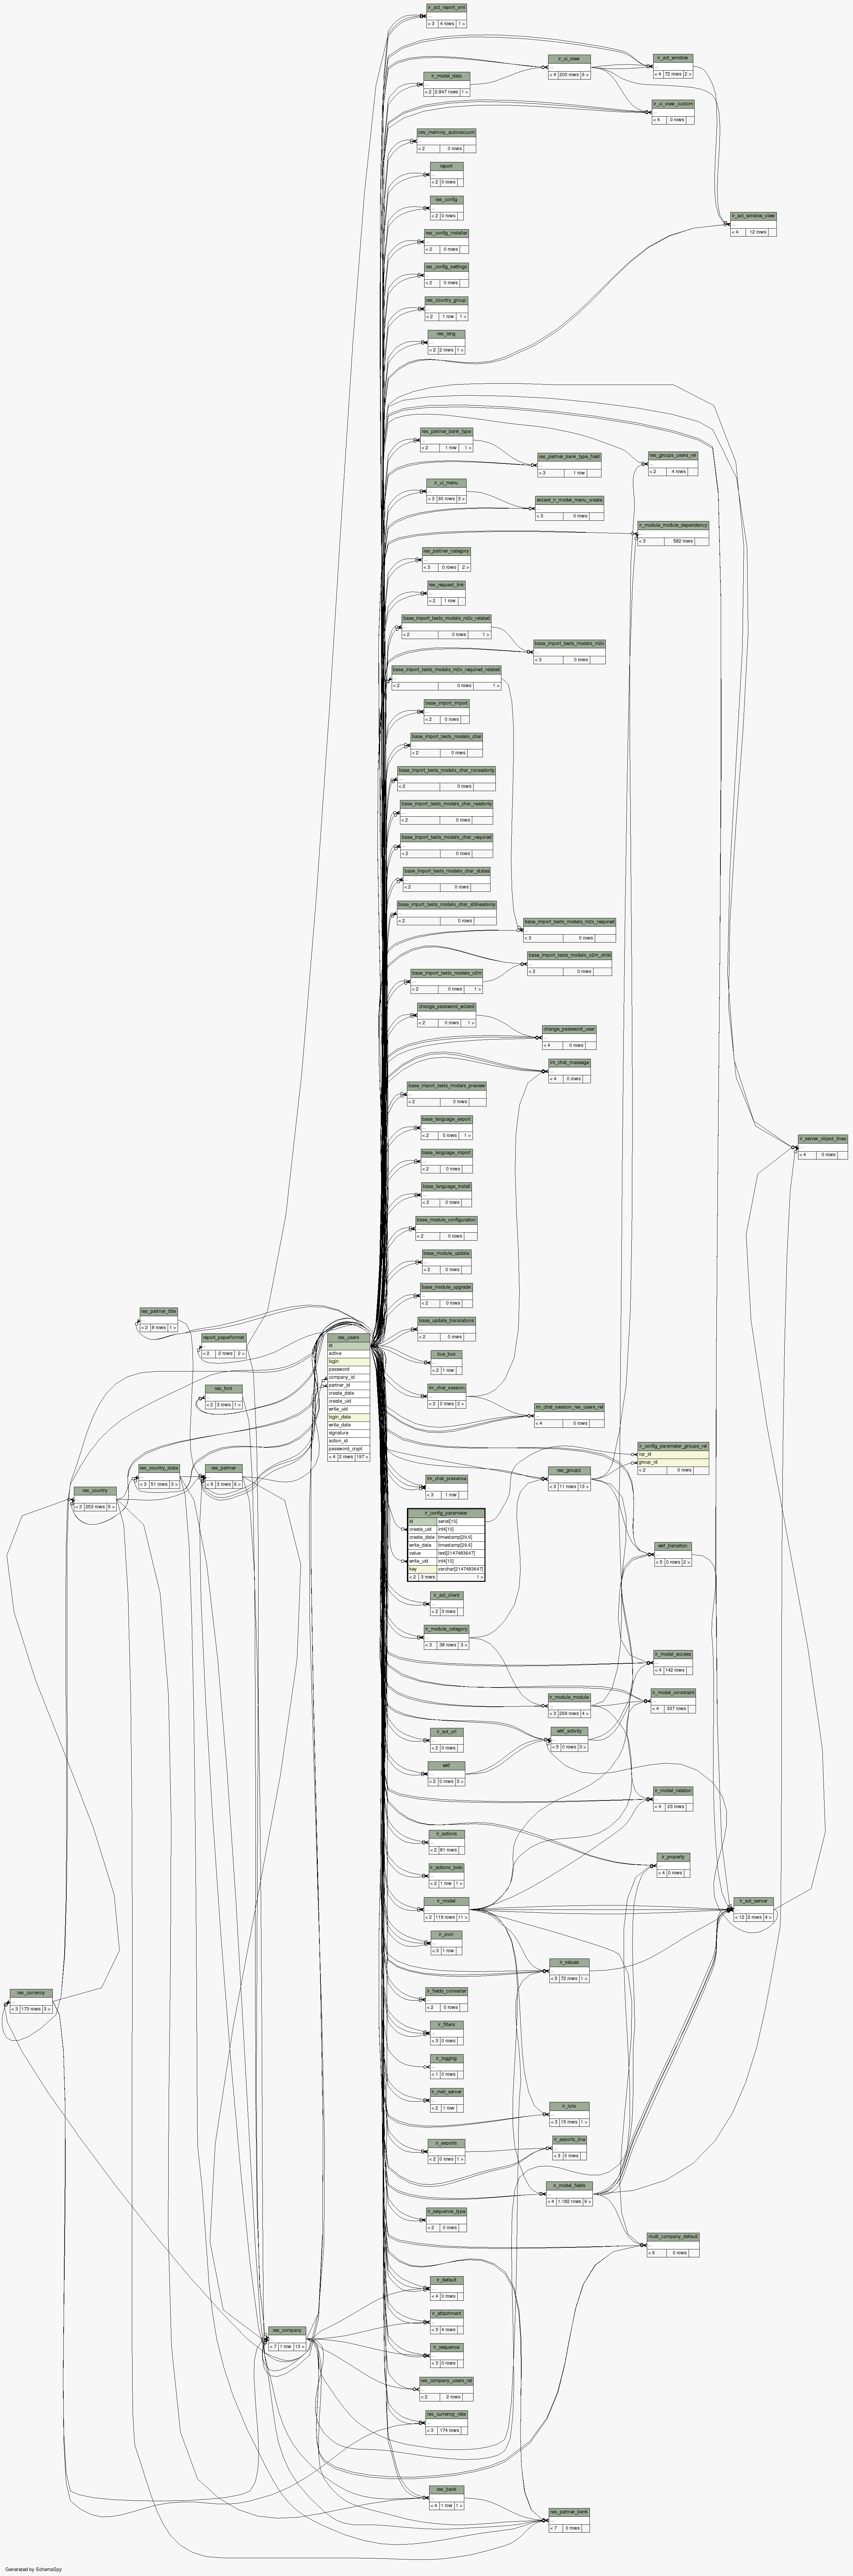 ir_act_report_xml
...
< 3 4 rows 1 >
ir_ui_view
...
< 4 200 rows 6 >
ir_act_window
...
< 4 72 rows 2 >
ir_model_data
...
< 2 2.847 rows 1 >
ir_ui_view_custom
...
< 4 0 rows
res_memory_autovacuum
...
< 2 0 rows
report
...
< 2 0 rows
res_config
...
< 2 0 rows
ir_act_window_view
...
< 4 12 rows
res_config_installer
...
< 2 0 rows
res_config_settings
...
< 2 0 rows
res_country_group
...
< 2 1 row 1 >
res_lang
...
< 2 2 rows 1 >
res_partner_bank_type
...
< 2 1 row 1 >
res_partner_bank_type_field
...
< 3 1 row
res_groups_users_rel
...
< 2 4 rows
ir_ui_menu
...
< 3 90 rows 3 >
wizard_ir_model_menu_create
...
< 3 0 rows
ir_module_module_dependency
...
< 3 582 rows
res_partner_category
...
< 3 0 rows 2 >
res_request_link
...
< 2 1 row
base_import_tests_models_m2o_related
...
< 2 0 rows 1 >
base_import_tests_models_m2o
...
< 3 0 rows
base_import_tests_models_m2o_required_related
...
< 2 0 rows 1 >
base_import_import
...
< 2 0 rows
base_import_tests_models_char
...
< 2 0 rows
base_import_tests_models_char_noreadonly
...
< 2 0 rows
base_import_tests_models_char_readonly
...
< 2 0 rows
base_import_tests_models_char_required
...
< 2 0 rows
base_import_tests_models_char_states
...
< 2 0 rows
base_import_tests_models_char_stillreadonly
...
< 2 0 rows
base_import_tests_models_m2o_required
...
< 3 0 rows
base_import_tests_models_o2m_child
...
< 3 0 rows
base_import_tests_models_o2m
...
< 2 0 rows 1 >
change_password_wizard
...
< 2 0 rows 1 >
change_password_user
...
< 4 0 rows
im_chat_message
...
< 4 0 rows
base_import_tests_models_preview
...
< 2 0 rows
base_language_export
...
< 2 0 rows 1 >
ir_server_object_lines
...
< 4 0 rows
base_language_import
...
< 2 0 rows
base_language_install
...
< 2 0 rows
base_module_configuration
...
< 2 0 rows
base_module_update
...
< 2 0 rows
base_module_upgrade
...
< 2 0 rows
res_partner_title
...
< 2 8 rows 1 >
base_update_translations
...
< 2 0 rows
report_paperformat
...
< 2 2 rows 2 >
res_users
id
active
login
password
company_id
partner_id
create_date
create_uid
write_uid
login_date
write_date
signature
action_id
password_crypt
< 4 2 rows 197 >
bus_bus
...
< 2 1 row
res_font
...
< 2 3 rows 1 >
im_chat_session
...
< 2 0 rows 2 >
im_chat_session_res_users_rel
...
< 4 0 rows
ir_config_parameter_groups_rel
icp_id
group_id
< 2 0 rows
res_country_state
...
< 3 51 rows 3 >
res_partner
...
< 9 3 rows 6 >
res_groups
...
< 3 11 rows 13 >
im_chat_presence
...
< 3 1 row
res_country
...
< 3 253 rows 5 >
ir_config_parameter
id serial[10]
create_uid int4[10]
create_date timestamp[29,6]
write_date timestamp[29,6]
value text[2147483647]
write_uid int4[10]
key varchar[2147483647]
< 2 3 rows 1 >
wkf_transition
...
< 5 0 rows 2 >
ir_act_client
...
< 2 3 rows
ir_module_category
...
< 3 38 rows 3 >
ir_model_access
...
< 4 142 rows
ir_model_constraint
...
< 4 337 rows
ir_module_module
...
< 3 269 rows 4 >
ir_act_url
...
< 2 0 rows
wkf_activity
...
< 5 0 rows 3 >
wkf
...
< 2 0 rows 3 >
ir_model_relation
...
< 4 23 rows
ir_actions
...
< 2 81 rows
ir_property
...
< 4 0 rows
ir_actions_todo
...
< 2 1 row 1 >
ir_model
...
< 2 119 rows 11 >
ir_act_server
...
< 12 2 rows 4 >
ir_cron
...
< 3 1 row
ir_values
...
< 5 72 rows 1 >
res_currency
...
< 3 173 rows 3 >
ir_fields_converter
...
< 2 0 rows
ir_filters
...
< 3 0 rows
ir_logging
...
< 1 0 rows
ir_mail_server
...
< 2 1 row
ir_rule
...
< 3 15 rows 1 >
ir_exports
...
< 2 0 rows 1 >
ir_exports_line
...
< 3 0 rows
ir_model_fields
...
< 4 1.182 rows 9 >
ir_sequence_type
...
< 2 0 rows
multi_company_default
...
< 6 0 rows
ir_default
...
< 4 0 rows
ir_attachment
...
< 3 4 rows
res_company
...
< 7 1 row 13 >
ir_sequence
...
< 3 0 rows
res_company_users_rel
...
< 2 2 rows
res_currency_rate
...
< 3 174 rows
res_bank
...
< 4 1 row 1 >
res_partner_bank
...
< 7 0 rows
Generated by SchemaSpy